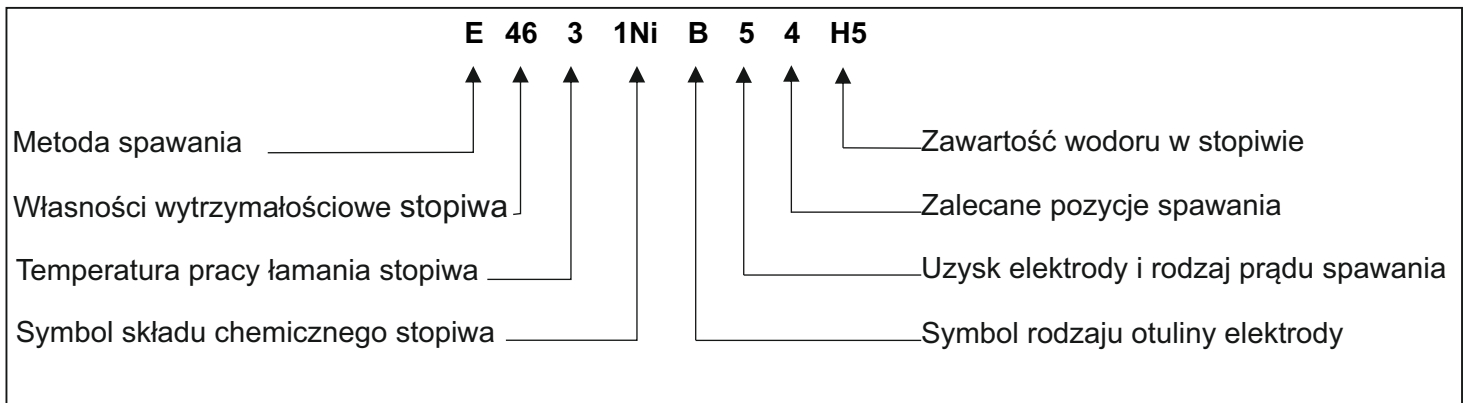 E 46 3 1Ni B 5 4 H5
Metoda spawania
Zawartość wodoru w stopiwie
Własności wytrzymałościowe stopiwa
Zalecane pozycje spawania
Temperatura pracy łamania stopiwa
Uzysk elektrody i rodzaj prądu spawania
Symbol składu chemicznego stopiwa
Symbol rodzaju otuliny elektrody